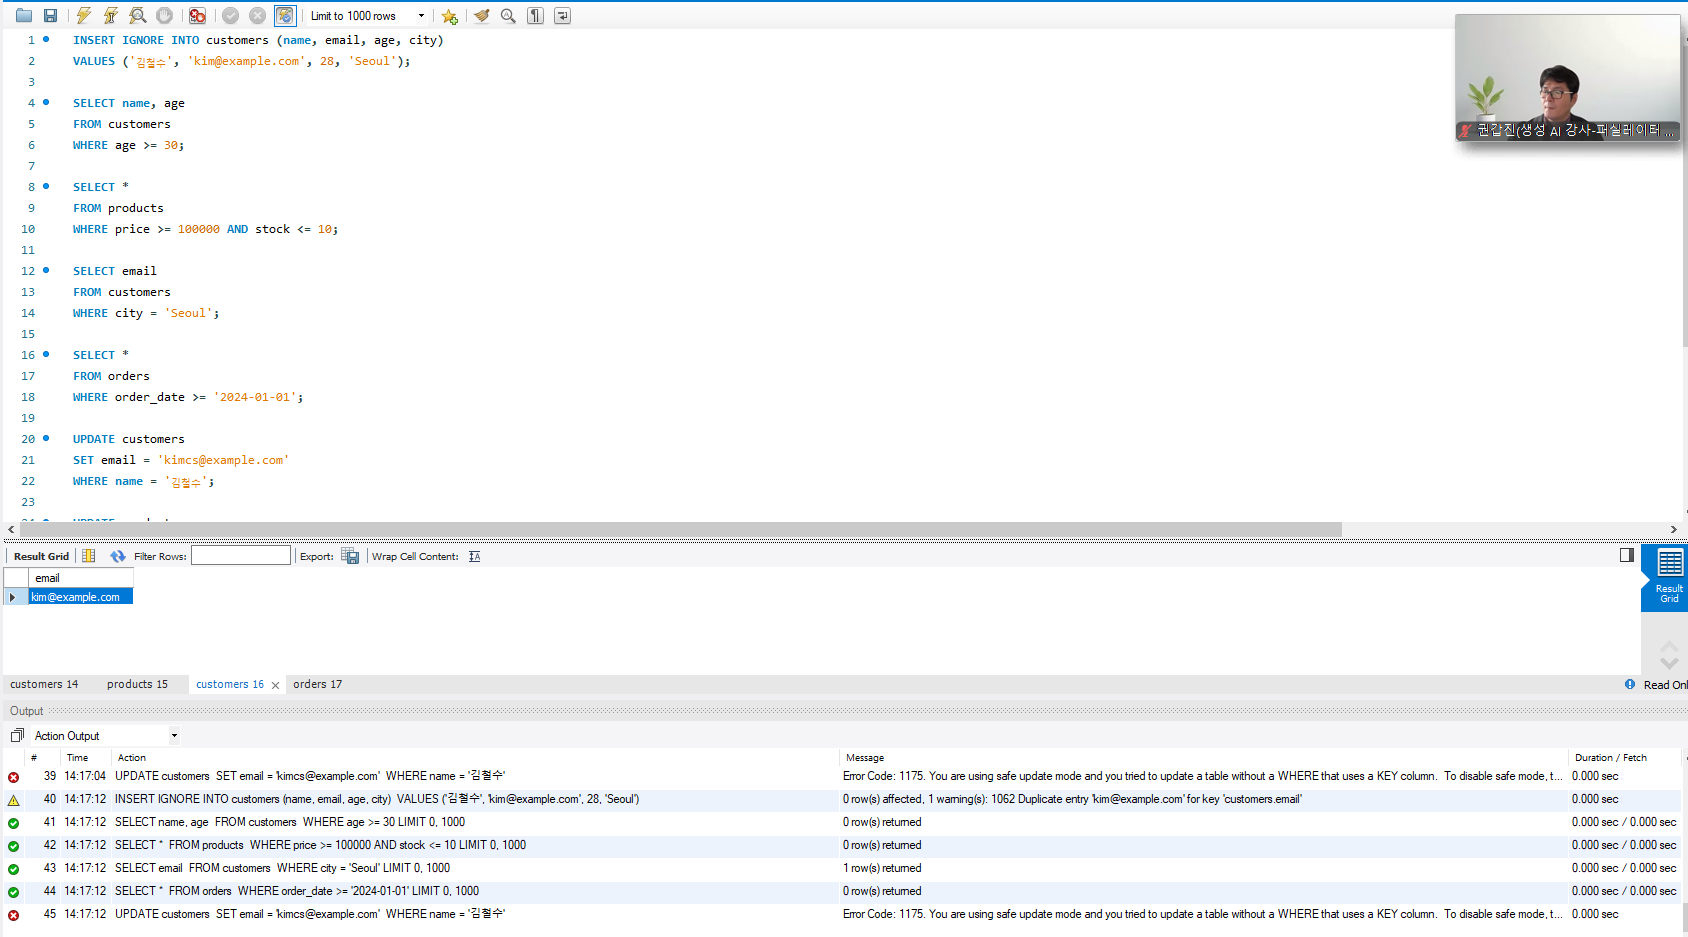 Limit to 1000 rows
1 INSERT IGNORE INTO customers (name, email, age, city)
2 VALUES ('김철수', 'kim@example.com', 28, 'Seoul');
3
4 SELECT name, age
5 FROM customers
6 WHERE age >= 30;
7
8 SELECT *
9 FROM products
10 WHERE price >= 100000 AND stock <= 10;
11
12 SELECT email
13 FROM customers
14 WHERE city = 'Seoul';
15
16 SELECT *
17 FROM orders
18 WHERE order_date >= '2024-01-01';
19
20 UPDATE customers
21 SET email = 'kimcs@example.com'
22 WHERE name = '김철수';
23
권갑진(생성 AI 강사-퍼실레이터 ...
Result Grid Filter Rows: Export: Wrap Cell Content:
email
kim@example.com
Result Grid
customers 14 products 15 customers 16 orders 17 Read Onl
Output
Action Output
# Time Action Message Duration / Fetch
39 14:17:04 UPDATE customers SET email = 'kimcs@example.com' WHERE name = '김철수' Error Code: 1175. You are using safe update mode and you tried to update a table without a WHERE that uses a KEY column. To disable safe mode, t... 0.000 sec
40 14:17:12 INSERT IGNORE INTO customers (name, email, age, city) VALUES ('김철수', 'kim@example.com', 28, 'Seoul') 0 row(s) affected, 1 warning(s): 1062 Duplicate entry 'kim@example.com' for key 'customers.email' 0.000 sec
41 14:17:12 SELECT name, age FROM customers WHERE age >= 30 LIMIT 0, 1000 0 row(s) returned 0.000 sec / 0.000 sec
42 14:17:12 SELECT * FROM products WHERE price >= 100000 AND stock <= 10 LIMIT 0, 1000 0 row(s) returned 0.000 sec / 0.000 sec
43 14:17:12 SELECT email FROM customers WHERE city = 'Seoul' LIMIT 0, 1000 1 row(s) returned 0.000 sec / 0.000 sec
44 14:17:12 SELECT * FROM orders WHERE order_date >= '2024-01-01' LIMIT 0, 1000 0 row(s) returned 0.000 sec / 0.000 sec
45 14:17:12 UPDATE customers SET email = 'kimcs@example.com' WHERE name = '김철수' Error Code: 1175. You are using safe update mode and you tried to update a table without a WHERE that uses a KEY column. To disable safe mode, t... 0.000 sec